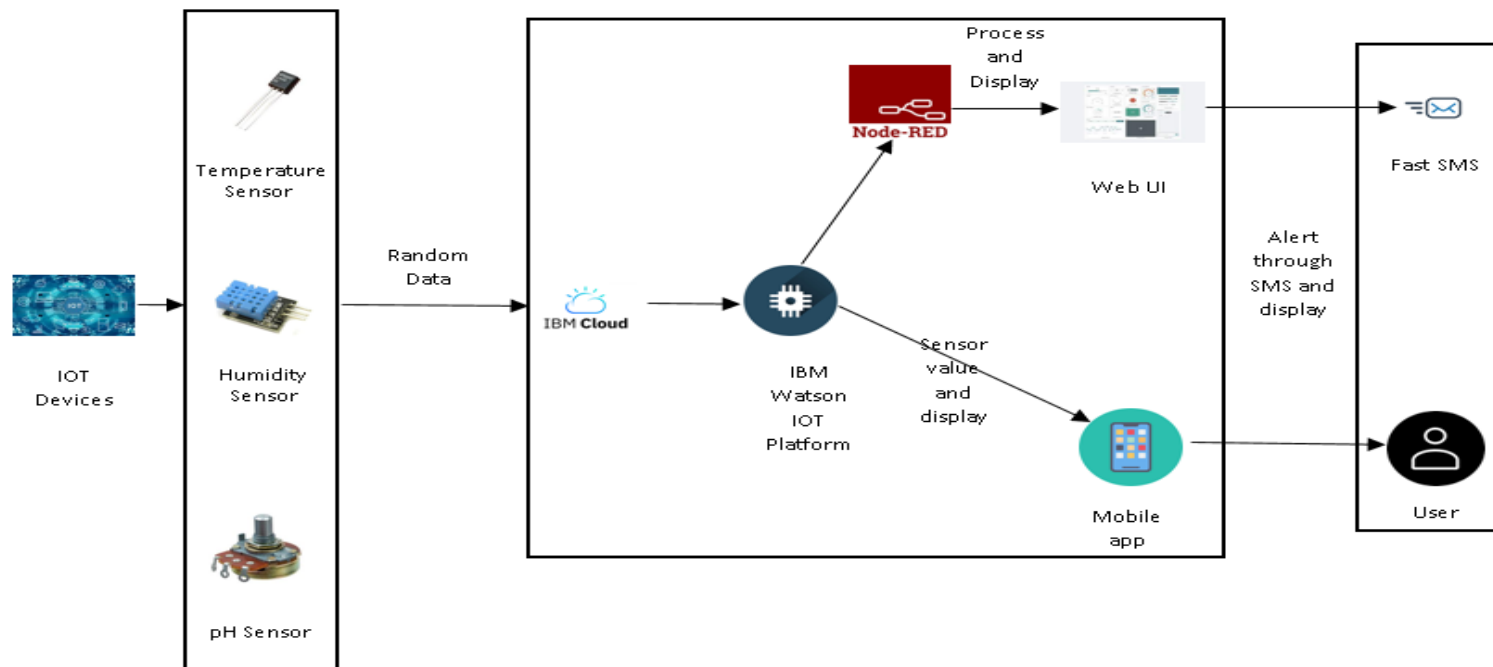 IOT
Devices
Temperature
Sensor
Humidity
Sensor
pH Sensor
Random
Data
IBM Cloud
IBM
Watson
IOT
Platform
Node-RED
Process
and
Display
Web UI
Sensor
value
and
display
Mobile
app
Alert
through
SMS and
display
Fast SMS
User